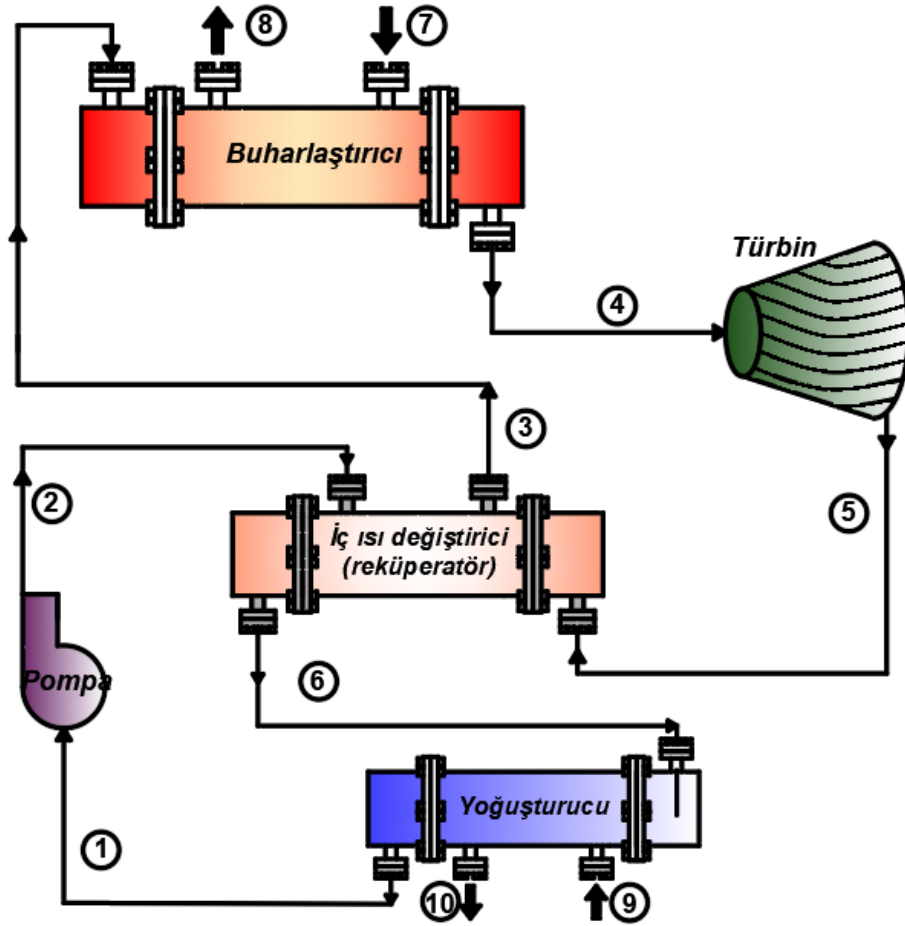 8
7
Buharlaştırıcı
Türbin
4
3
2
5
İç ısı değiştirici
(reküperatör)
Pompa
6
Yoğuşturucu
1
10
9